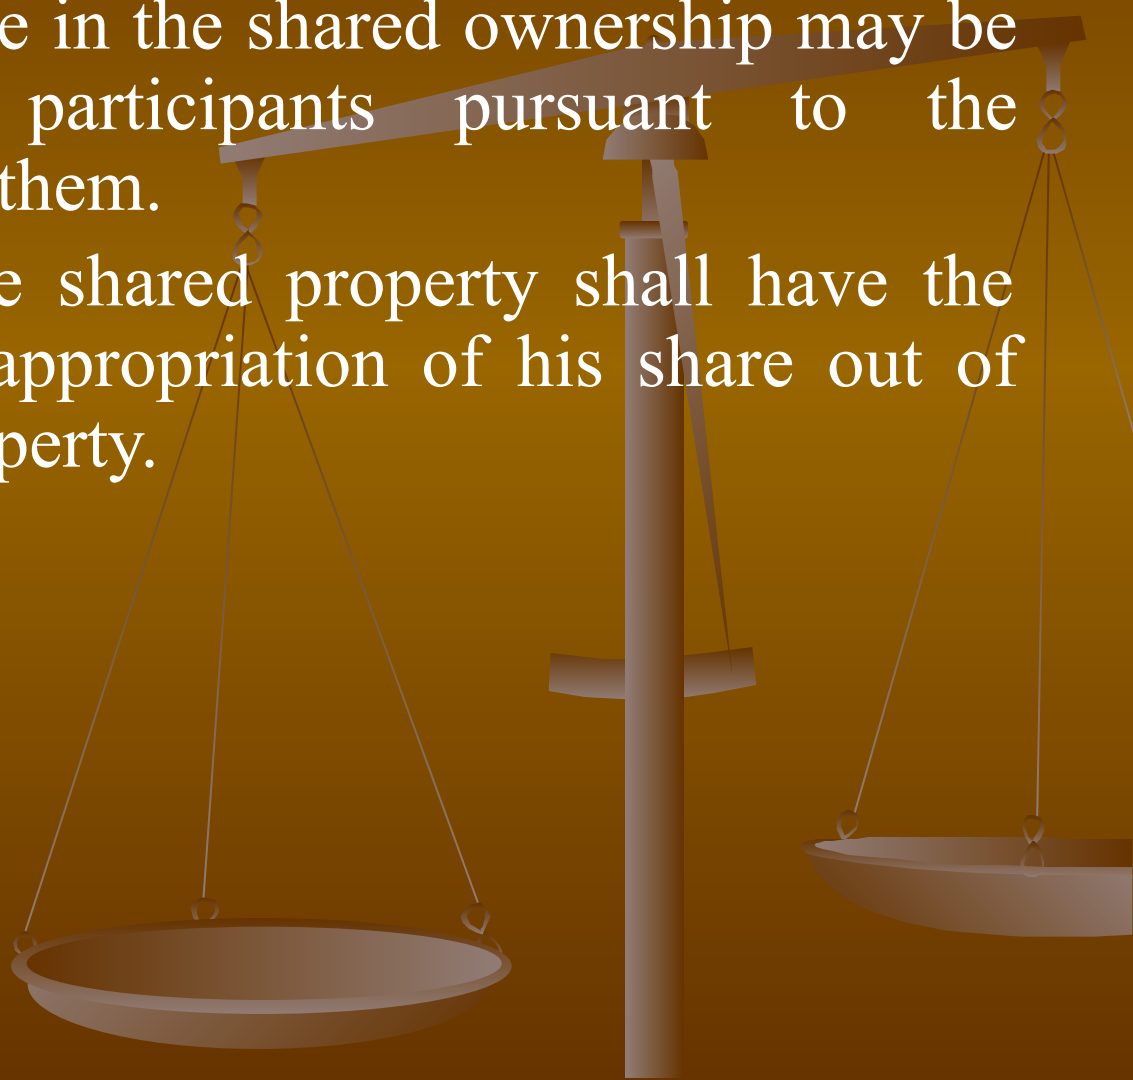 e in the shared ownership may be
participants pursuant to the
them.
e shared property shall have the
appropriation of his share out of
perty.